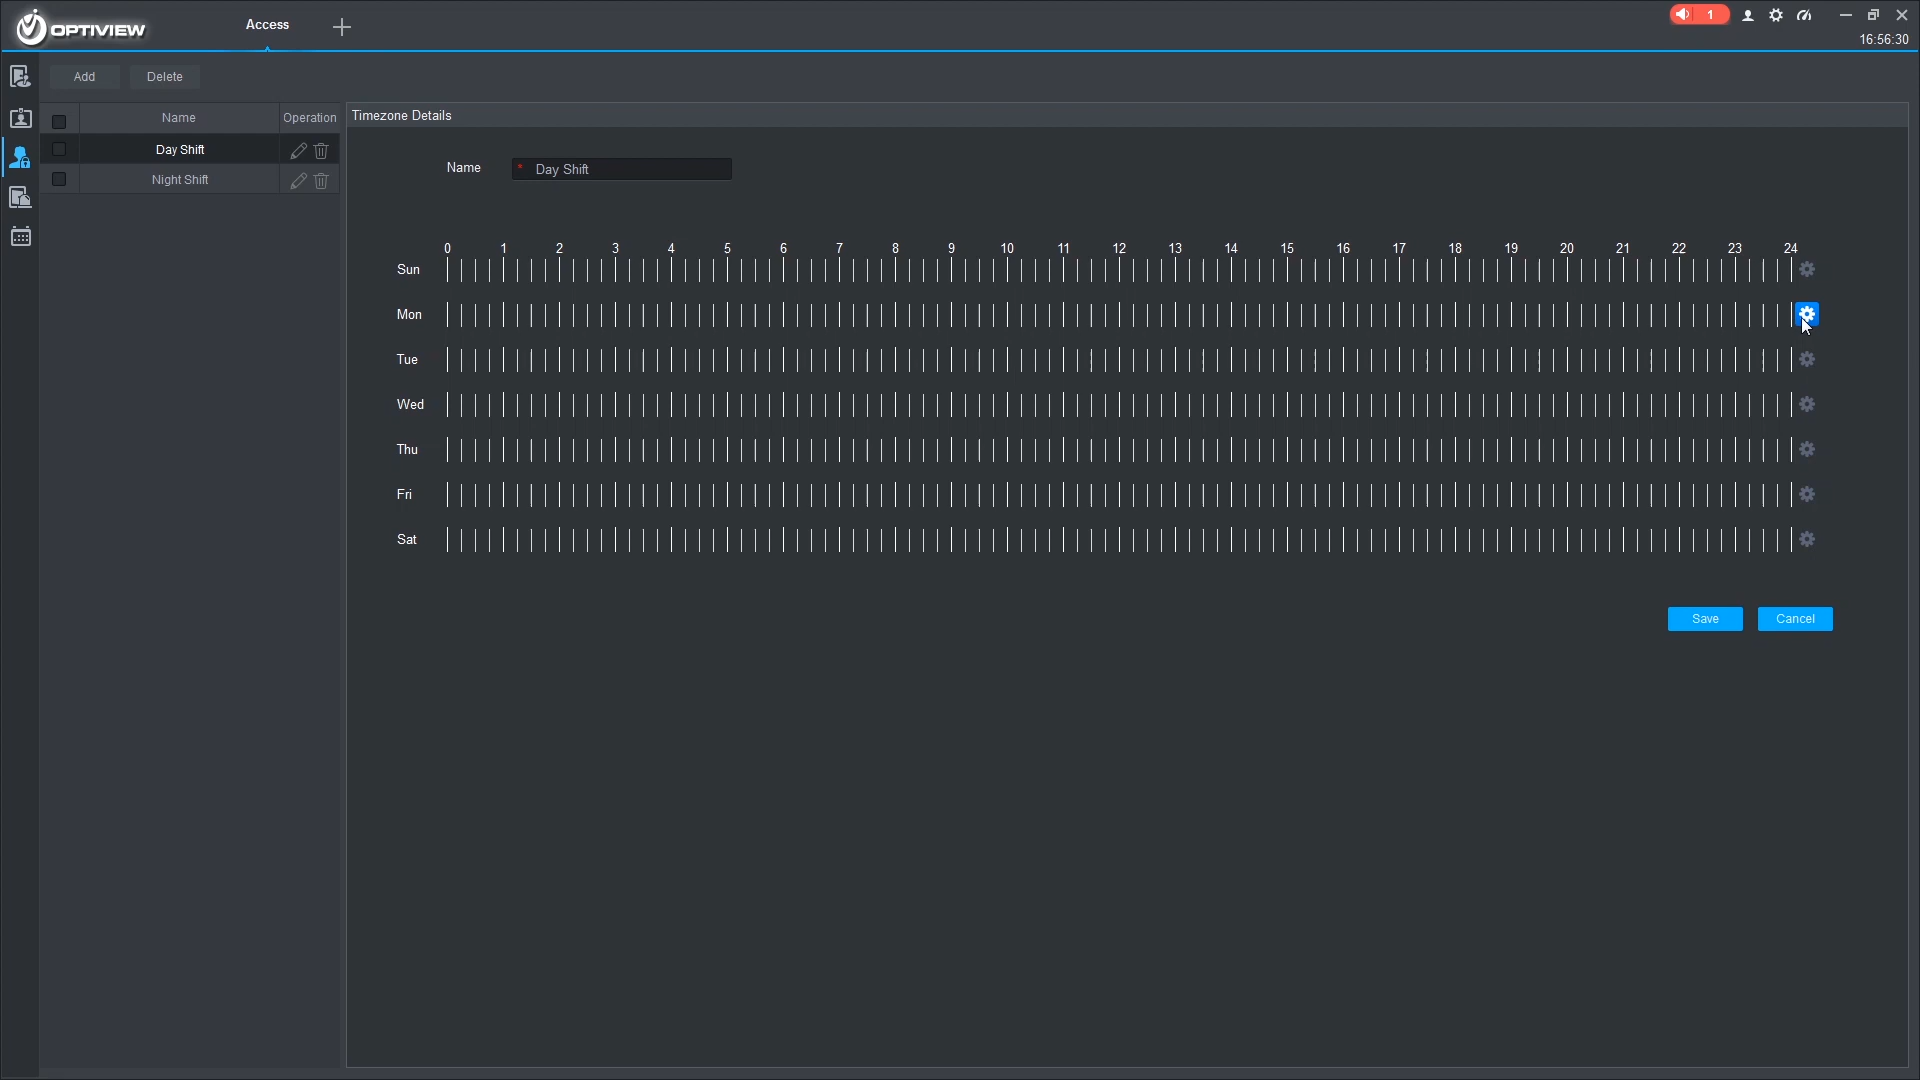 OPTIVIEW
Access
1
16:56:30
Add
Delete
Name
Operation
Day Shift
Night Shift
Timezone Details
Name
* Day Shift
0 1 2 3 4 5 6 7 8 9 10 11 12 13 14 15 16 17 18 19 20 21 22 23 24
Sun
Mon
Tue
Wed
Thu
Fri
Sat
Save
Cancel